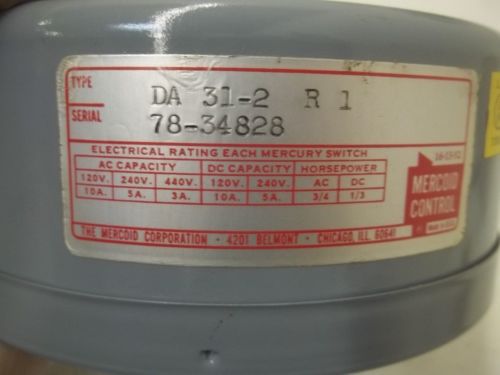 TYPE DA 31-2 R 1
SERIAL 78-34828
ELECTRICAL RATING EACH MERCURY SWITCH
AC CAPACITY DC CAPACITY HORSEPOWER
120V. 240V. 440V. 120V. 240V. AC DC
10A. 5A. 3A. 10A. 5A. 3/4 1/3
MERCOID
CONTROL
THE MERCOID CORPORATION · 4201 BELMONT · CHICAGO, ILL. 60641